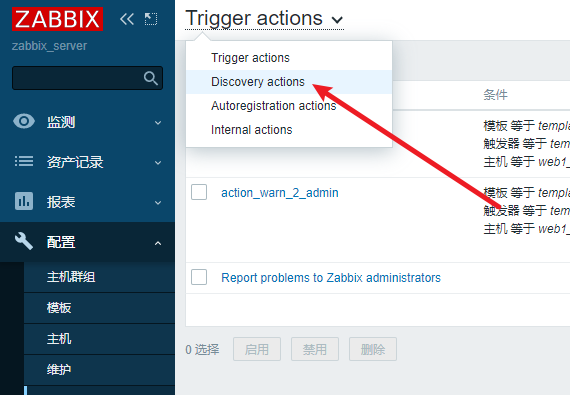 ZABBIX
zabbix_server
监测
资产记录
报表
配置
主机群组
模板
主机
维护
Trigger actions
Trigger actions
Discovery actions
Autoregistration actions
Internal actions
条件
模板 等于 templa
触发器 等于 tem
主机 等于 web1_
action_warn_2_admin
模板 等于 templa
触发器 等于 tem
主机 等于 web1_
Report problems to Zabbix administrators
0 选择 启用 禁用 删除